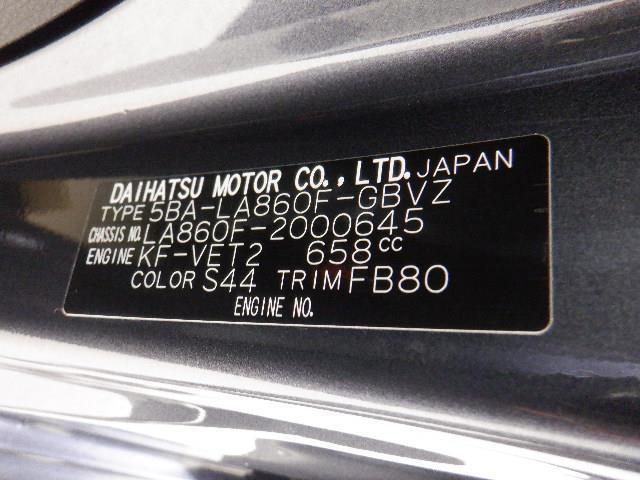 DAIHATSU MOTOR CO., LTD. JAPAN
TYPE 5BA-LA860F-GBVZ
CHASSIS NO. LA860F-2000645
ENGINE KF-VET2 658cc
COLOR S44 TRIM FB80
ENGINE NO.